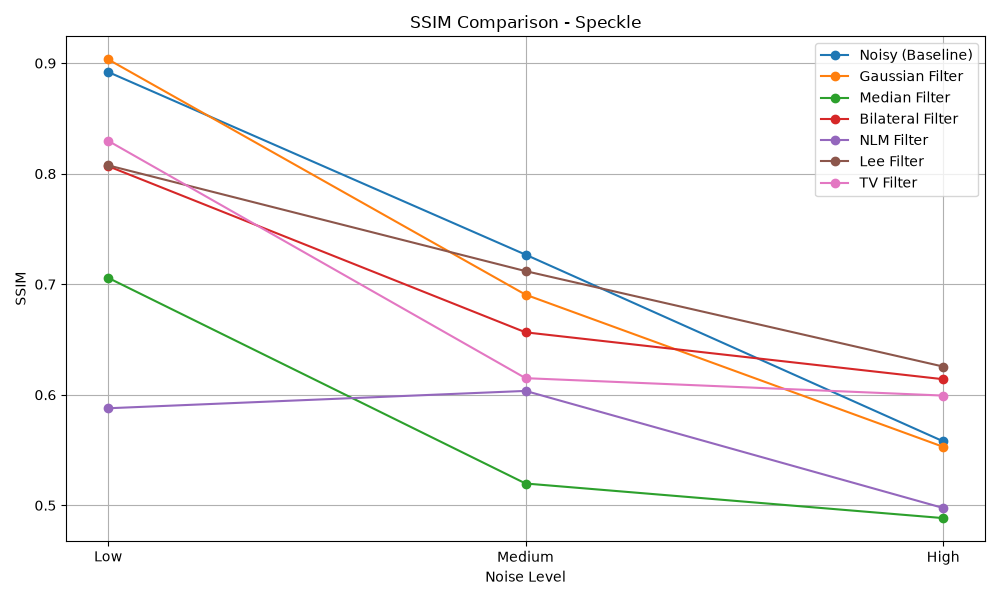 SSIM Comparison - Speckle
Noisy (Baseline)
Gaussian Filter
Median Filter
Bilateral Filter
NLM Filter
Lee Filter
TV Filter
SSIM
0.9
0.8
0.7
0.6
0.5
Low
Medium
High
Noise Level